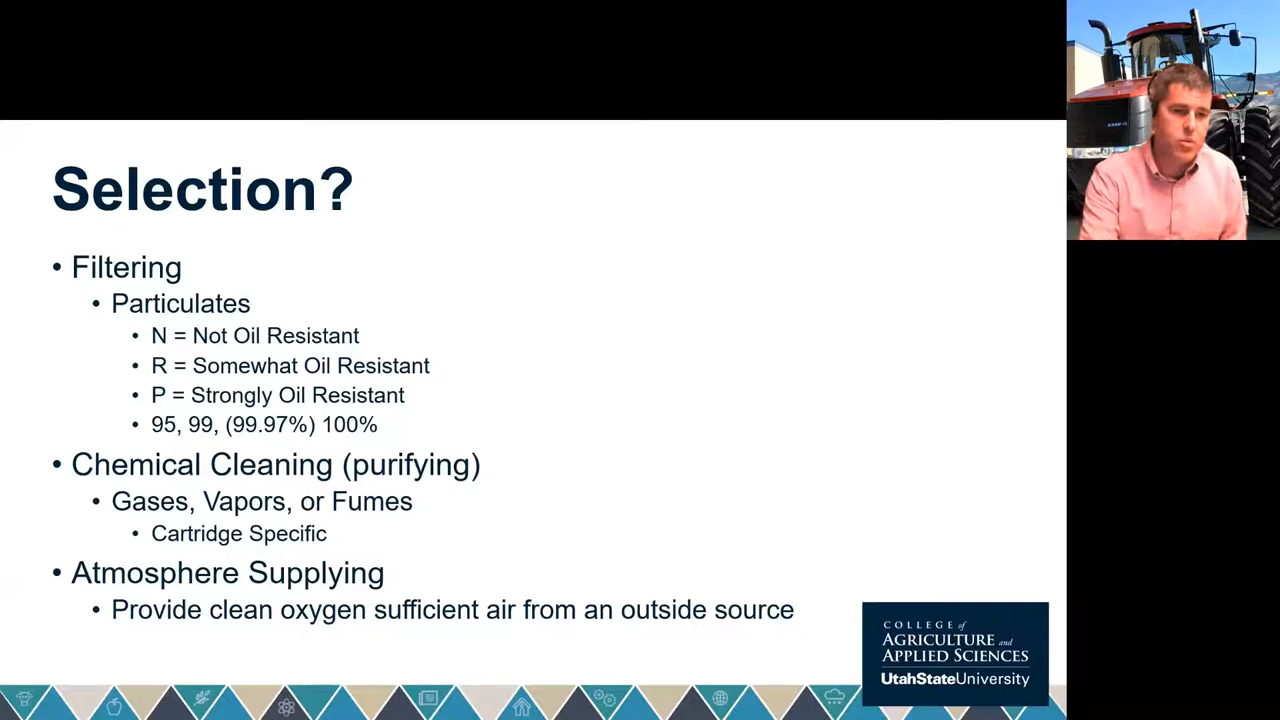 Selection?
• Filtering
• Particulates
• N = Not Oil Resistant
• R = Somewhat Oil Resistant
• P = Strongly Oil Resistant
• 95, 99, (99.97%) 100%
• Chemical Cleaning (purifying)
• Gases, Vapors, or Fumes
• Cartridge Specific
• Atmosphere Supplying
• Provide clean oxygen sufficient air from an outside source
COLLEGE of
AGRICULTURE and
APPLIED SCIENCES
UtahStateUniversity
CASE IH